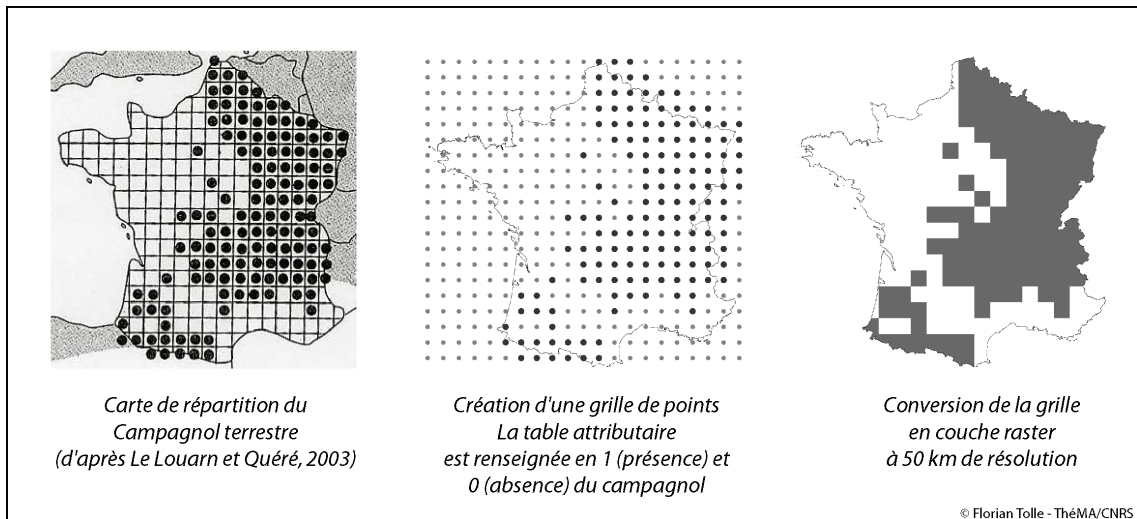 Carte de répartition du
Campagnol terrestre
(d'après Le Louarn et Quéré, 2003)
Création d'une grille de points
La table attributaire
est renseignée en 1 (présence) et
0 (absence) du campagnol
Conversion de la grille
en couche raster
à 50 km de résolution
© Florian Tolle - ThéMA/CNRS